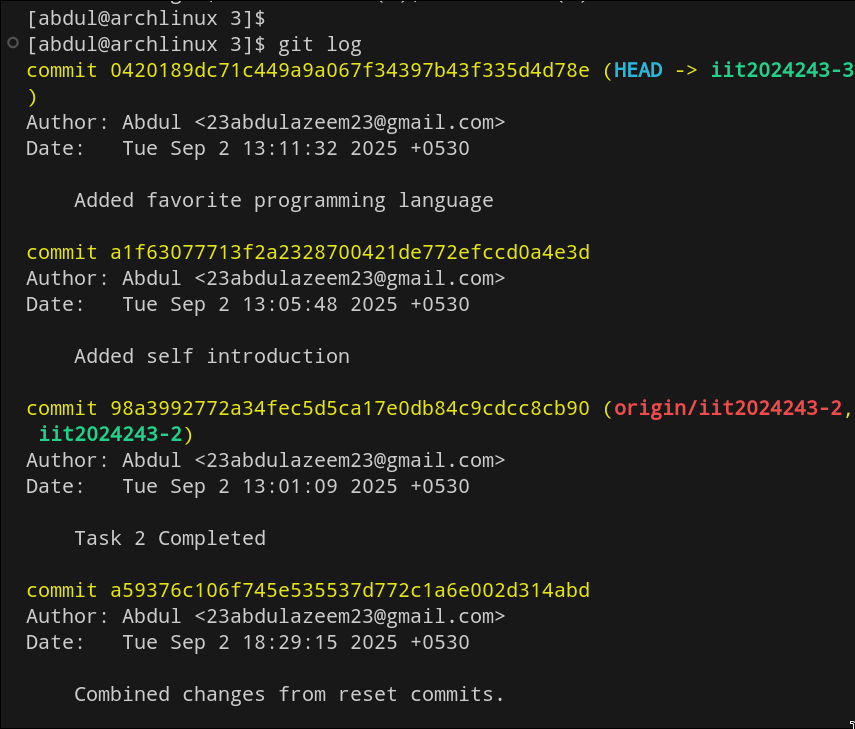 [abdul@archlinux 3]$
[abdul@archlinux 3]$ git log
commit 0420189dc71c449a9a067f34397b43f335d4d78e (HEAD -> iit2024243-3
)
Author: Abdul <23abdulazeem23@gmail.com>
Date:   Tue Sep 2 13:11:32 2025 +0530
    Added favorite programming language
commit a1f63077713f2a2328700421de772efccd0a4e3d
Author: Abdul <23abdulazeem23@gmail.com>
Date:   Tue Sep 2 13:05:48 2025 +0530
    Added self introduction
commit 98a3992772a34fec5d5ca17e0db84c9cdcc8cb90 (origin/iit2024243-2,
 iit2024243-2)
Author: Abdul <23abdulazeem23@gmail.com>
Date:   Tue Sep 2 13:01:09 2025 +0530
    Task 2 Completed
commit a59376c106f745e535537d772c1a6e002d314abd
Author: Abdul <23abdulazeem23@gmail.com>
Date:   Tue Sep 2 18:29:15 2025 +0530
    Combined changes from reset commits.